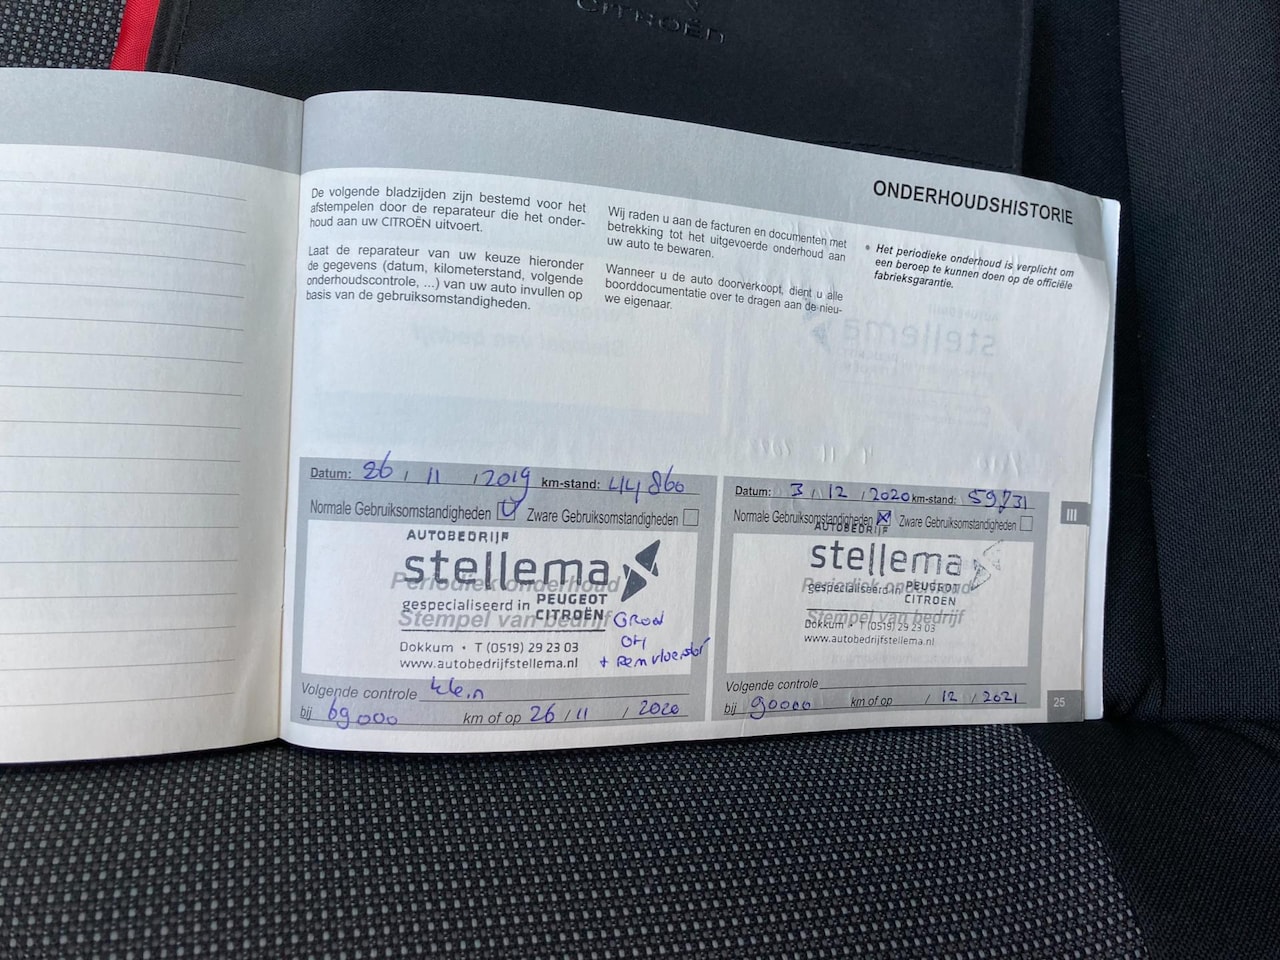 CITROËN
ONDERHOUDSHISTORIE
De volgende bladzijden zijn bestemd voor het
afstempelen door de reparateur die het onder-
houd aan uw CITROËN uitvoert.
Laat de reparateur van uw keuze hieronder
de gegevens (datum, kilometerstand, volgende
onderhoudscontrole, ...) van uw auto invullen op
basis van de gebruiksomstandigheden.
Wij raden u aan de facturen en documenten met
betrekking tot het uitgevoerde onderhoud aan
uw auto te bewaren.
Wanneer u de auto doorverkoopt, dient u alle
boorddocumentatie over te dragen aan de nieu-
we eigenaar.
• Het periodieke onderhoud is verplicht om
een beroep te kunnen doen op de officiële
fabrieksgarantie.
Datum: 26 / 11 / 2019 km-stand: 44860
Normale Gebruiksomstandigheden Zware Gebruiksomstandigheden
AUTOBEDRIJF
stellema
Periodiek onderhoud
gespecialiseerd in PEUGEOT
CITROËN
Stempel van bedrijf
Groot
OH
+ Remvloeistof
Dokkum • T (0519) 29 23 03
www.autobedrijfstellema.nl
Volgende controle klein
bij 69000 km of op 26 / 11 / 2020
Datum: 3 / 12 / 2020 km-stand: 59731
Normale Gebruiksomstandigheden Zware Gebruiksomstandigheden
AUTOBEDRIJF
stellema
Periodiek onderhoud
gespecialiseerd in PEUGEOT
CITROËN
Stempel van bedrijf
Dokkum • T (0519) 29 23 03
www.autobedrijfstellema.nl
Volgende controle
bij 90000 km of op / 12 / 2021
III
25